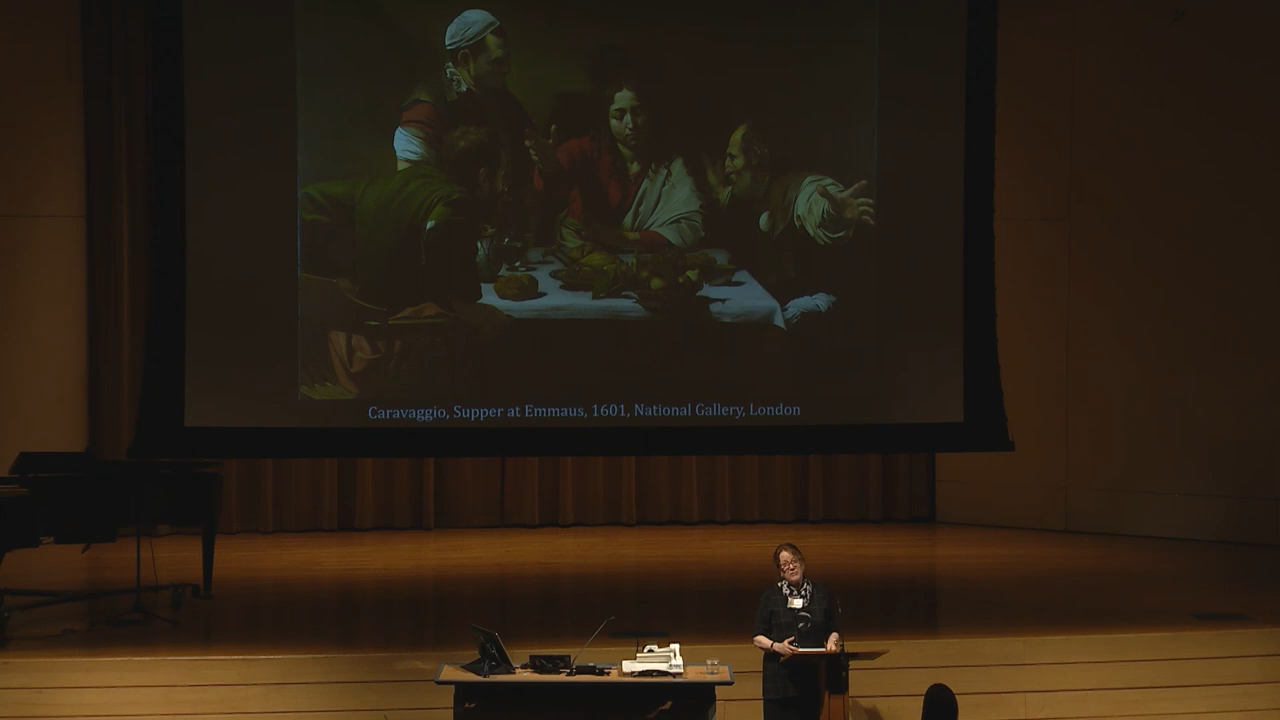 Caravaggio, Supper at Emmaus, 1601, National Gallery, London